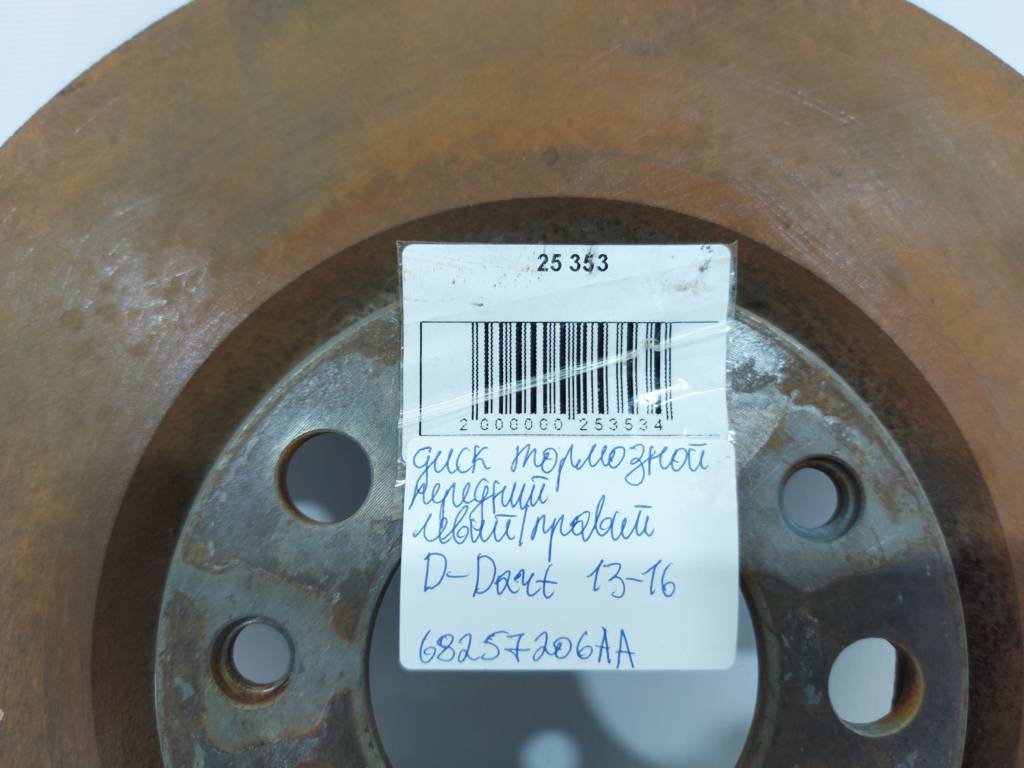 25 353
2 000000 253534
диск тормозной
передний
левый/правый
D-Dart 13-16
68257206AA